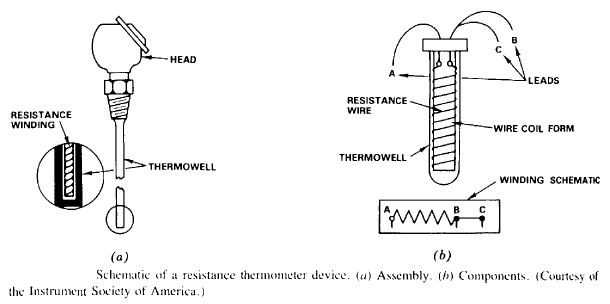 HEAD
RESISTANCE
WINDING
THERMOWELL
(a)
A
B
C
LEADS
RESISTANCE
WIRE
WIRE COIL FORM
THERMOWELL
WINDING SCHEMATIC
A B C
(b)
Schematic of a resistance thermometer device. (a) Assembly. (b) Components. (Courtesy of
the Instrument Society of America.)